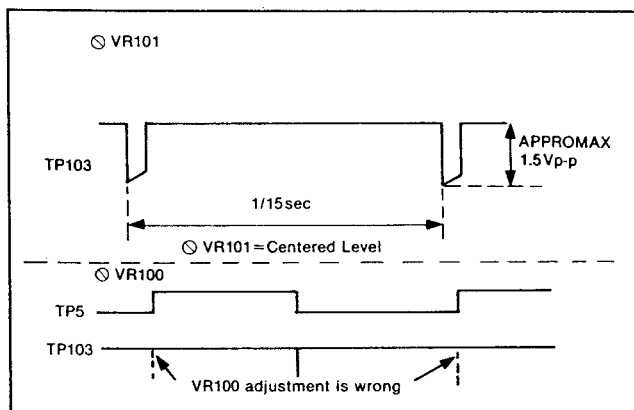 ⦸ VR101
TP103
APPROMAX
1.5Vp-p
1/15sec
⦸ VR101=Centered Level
⦸ VR100
TP5
TP103
VR100 adjustment is wrong